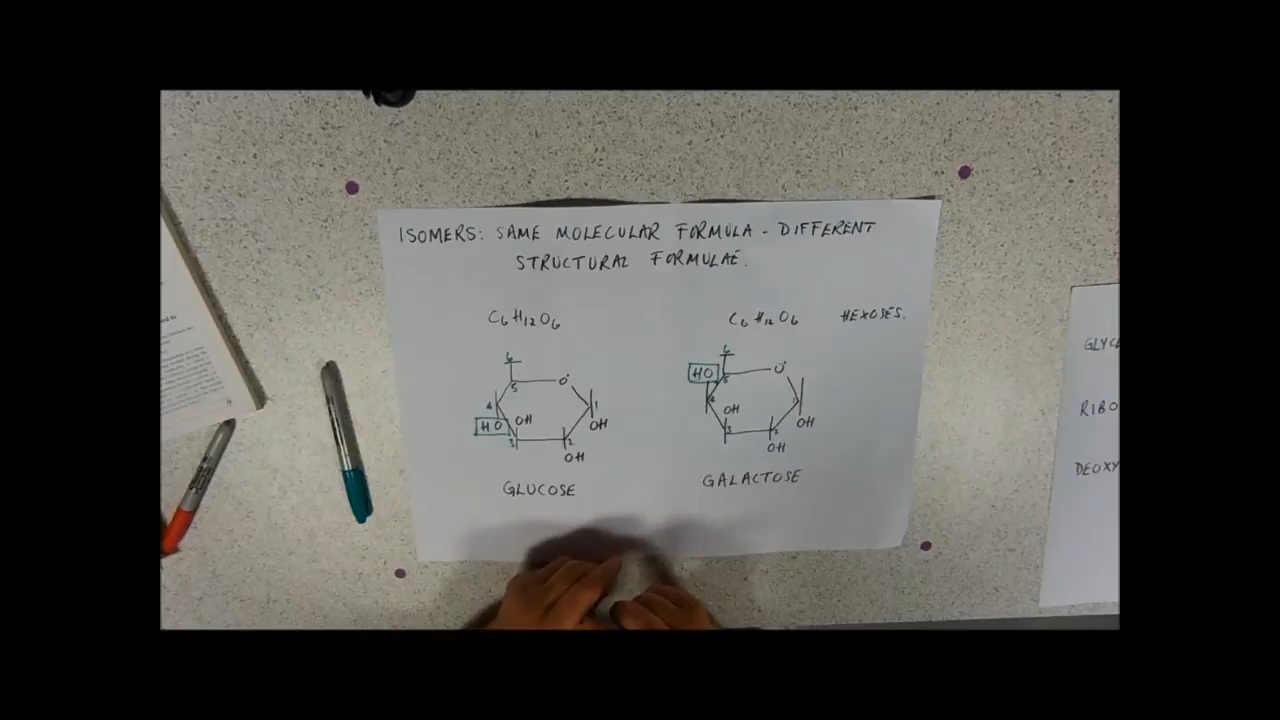 ISOMERS: SAME MOLECULAR FORMULA - DIFFERENT
STRUCTURAL FORMULAE.
C6H12O6
C6H12O6 HEXOSES.
6
5
O
4
1
HO
OH
OH
3
2
OH
GLUCOSE
6
HO
5
O
4
1
OH
OH
3
2
OH
GALACTOSE
GLYC
RIBO
DEOXY